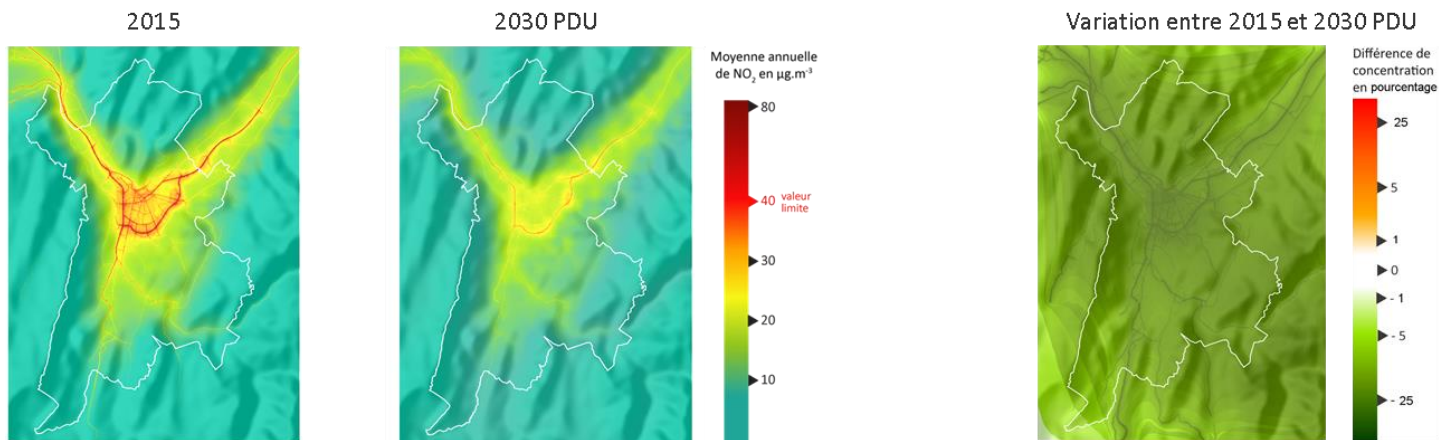 2015
2030 PDU
Moyenne annuelle
de NO₂ en µg.m⁻³
80
40 valeur
limite
30
20
10
Variation entre 2015 et 2030 PDU
Différence de
concentration
en pourcentage
25
5
1
0
- 1
- 5
- 25